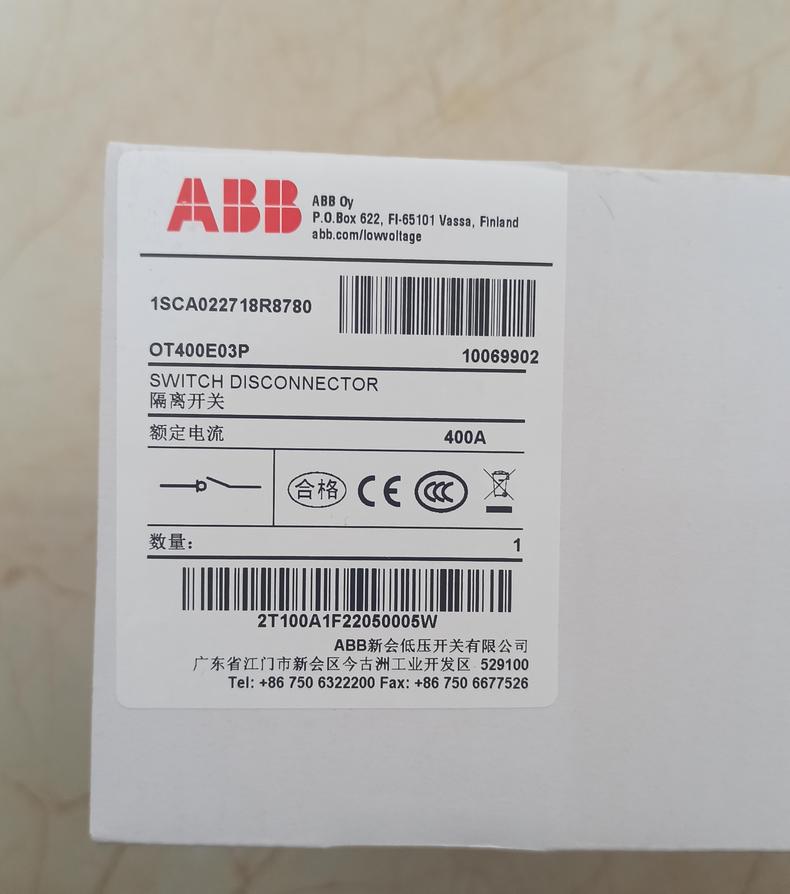 ABB
ABB Oy
P.O.Box 622, FI-65101 Vassa, Finland
abb.com/lowvoltage
1SCA022718R8780
OT400E03P 10069902
SWITCH DISCONNECTOR
隔离开关
额定电流 400A
合格 CE CCC
数量: 1
2T100A1F22050005W
ABB新会低压开关有限公司
广东省江门市新会区今古洲工业开发区 529100
Tel: +86 750 6322200 Fax: +86 750 6677526